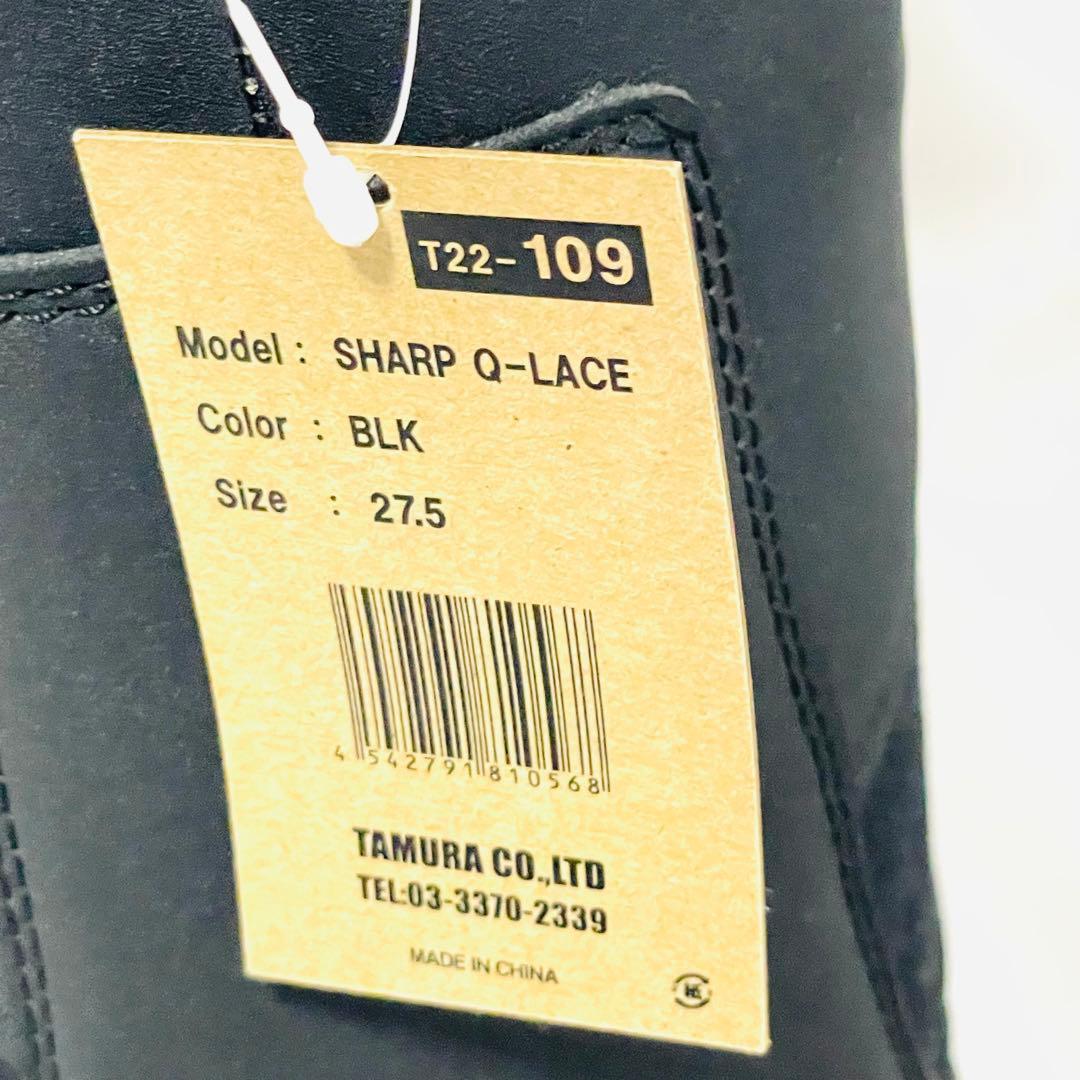 T22-109
Model : SHARP Q-LACE
Color : BLK
Size : 27.5
4 542791 810568
TAMURA CO.,LTD
TEL:03-3370-2339
MADE IN CHINA